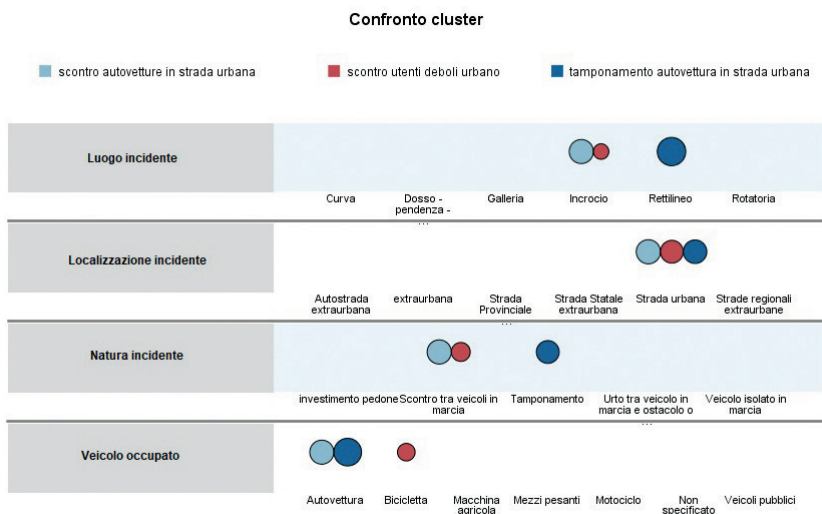 Confronto cluster
scontro autovetture in strada urbana
scontro utenti deboli urbano
tamponamento autovettura in strada urbana
Luogo incidente
Curva
Dosso -
pendenza -
...
Galleria
Incrocio
Rettilineo
Rotatoria
Localizzazione incidente
Autostrada
extraurbana
extraurbana
Strada
Provinciale
...
Strada Statale
extraurbana
Strada urbana
Strade regionali
extraurbane
Natura incidente
investimento pedone
Scontro tra veicoli in
marcia
Tamponamento
Urto tra veicolo in
marcia e ostacolo o
...
Veicolo isolato in
marcia
Veicolo occupato
Autovettura
Bicicletta
Macchina
agricola
Mezzi pesanti
Motociclo
Non
specificato
Veicoli pubblici